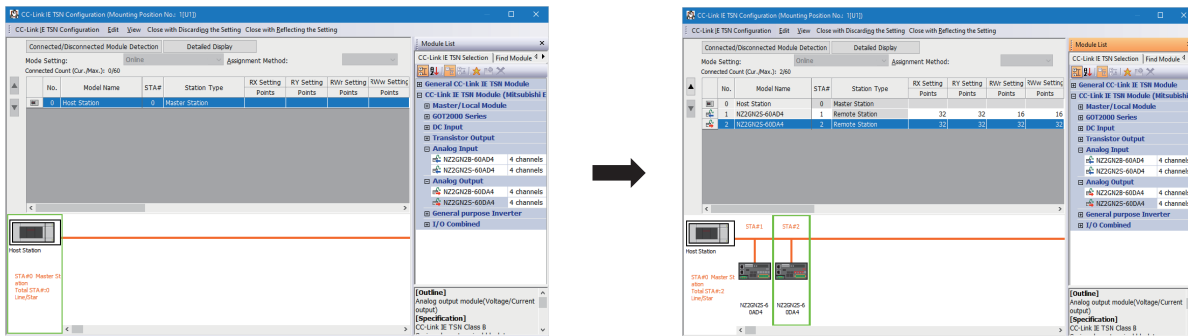 CC-Link IE TSN Configuration (Mounting Position No.: 1[U1])
CC-Link IE TSN Configuration Edit View Close with Discarding the Setting Close with Reflecting the Setting
Connected/Disconnected Module Detection Detailed Display
Mode Setting: Online Assignment Method:
Connected Count (Cur./Max.): 0/60
No. Model Name STA# Station Type RX Setting RY Setting RWr Setting RWw Setting
Points Points Points Points
0 Host Station 0 Master Station
Host Station
STA#0 Master St
ation
Total STA#:0
Line/Star
Module List
CC-Link IE TSN Selection Find Module
General CC-Link IE TSN Module
CC-Link IE TSN Module (Mitsubishi E
Master/Local Module
GOT2000 Series
DC Input
Transistor Output
Analog Input
NZ2GN2B-60AD4 4 channels
NZ2GN2S-60AD4 4 channels
Analog Output
NZ2GN2B-60DA4 4 channels
NZ2GN2S-60DA4 4 channels
General purpose Inverter
I/O Combined
[Outline]
Analog output module(Voltage/Current
output)
[Specification]
CC-Link IE TSN Class B
CC-Link IE TSN Configuration (Mounting Position No.: 1[U1])
CC-Link IE TSN Configuration Edit View Close with Discarding the Setting Close with Reflecting the Setting
Connected/Disconnected Module Detection Detailed Display
Mode Setting: Online Assignment Method:
Connected Count (Cur./Max.): 2/60
No. Model Name STA# Station Type RX Setting RY Setting RWr Setting RWw Setting
Points Points Points Points
0 Host Station 0 Master Station
1 NZ2GN2S-60AD4 1 Remote Station 32 32 16 16
2 NZ2GN2S-60DA4 2 Remote Station 32 32 32 32
STA#1 STA#2
Host Station
STA#0 Master St
ation
Total STA#:2
Line/Star
NZ2GN2S-6
0AD4
NZ2GN2S-6
0DA4
Module List
CC-Link IE TSN Selection Find Module
General CC-Link IE TSN Module
CC-Link IE TSN Module (Mitsubishi
Master/Local Module
GOT2000 Series
DC Input
Transistor Output
Analog Input
NZ2GN2B-60AD4 4 channel
NZ2GN2S-60AD4 4 channels
Analog Output
NZ2GN2B-60DA4 4 channels
NZ2GN2S-60DA4 4 channels
General purpose Inverter
I/O Combined
[Outline]
Analog output module(Voltage/Current
output)
[Specification]
CC-Link IE TSN Class B